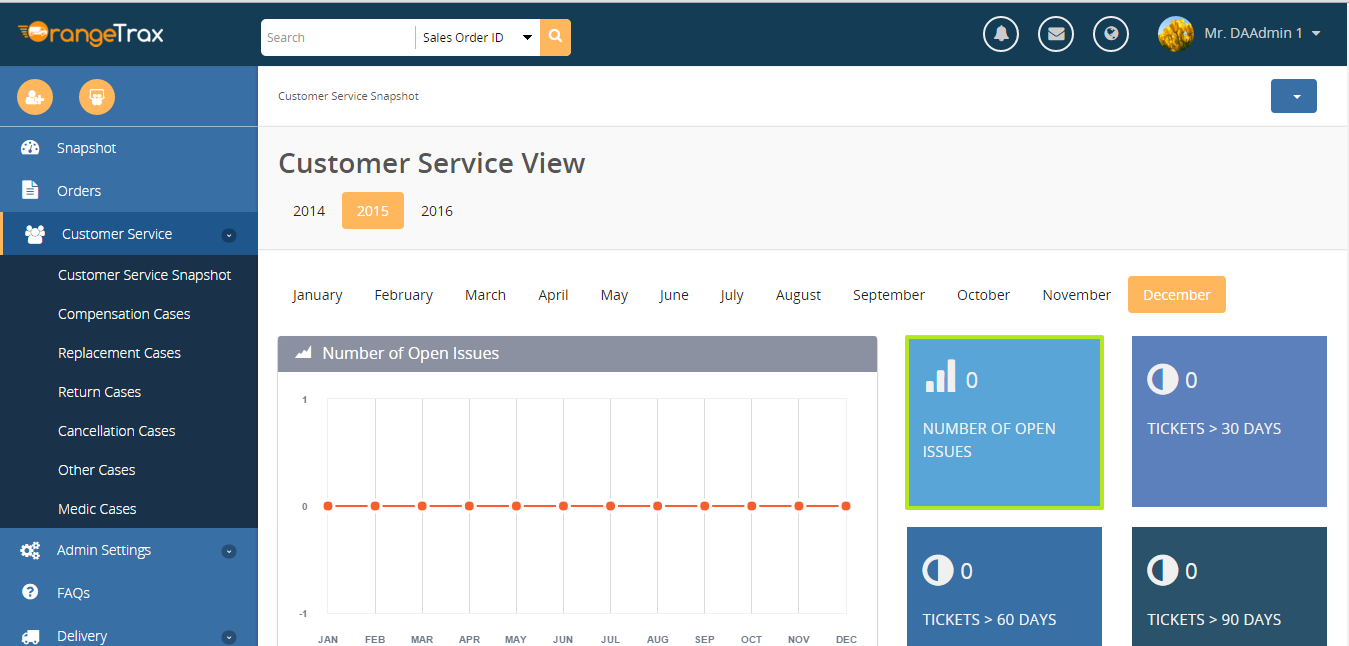 OrangeTrax
Search
Sales Order ID
Mr. DAAdmin 1
Customer Service Snapshot
Snapshot
Orders
Customer Service
Customer Service Snapshot
Compensation Cases
Replacement Cases
Return Cases
Cancellation Cases
Other Cases
Medic Cases
Admin Settings
FAQs
Delivery
Customer Service View
2014 2015 2016
January February March April May June July August September October November December
Number of Open Issues
1
0
-1
JAN FEB MAR APR MAY JUN JUL AUG SEP OCT NOV DEC
0
NUMBER OF OPEN
ISSUES
0
TICKETS > 30 DAYS
0
TICKETS > 60 DAYS
0
TICKETS > 90 DAYS